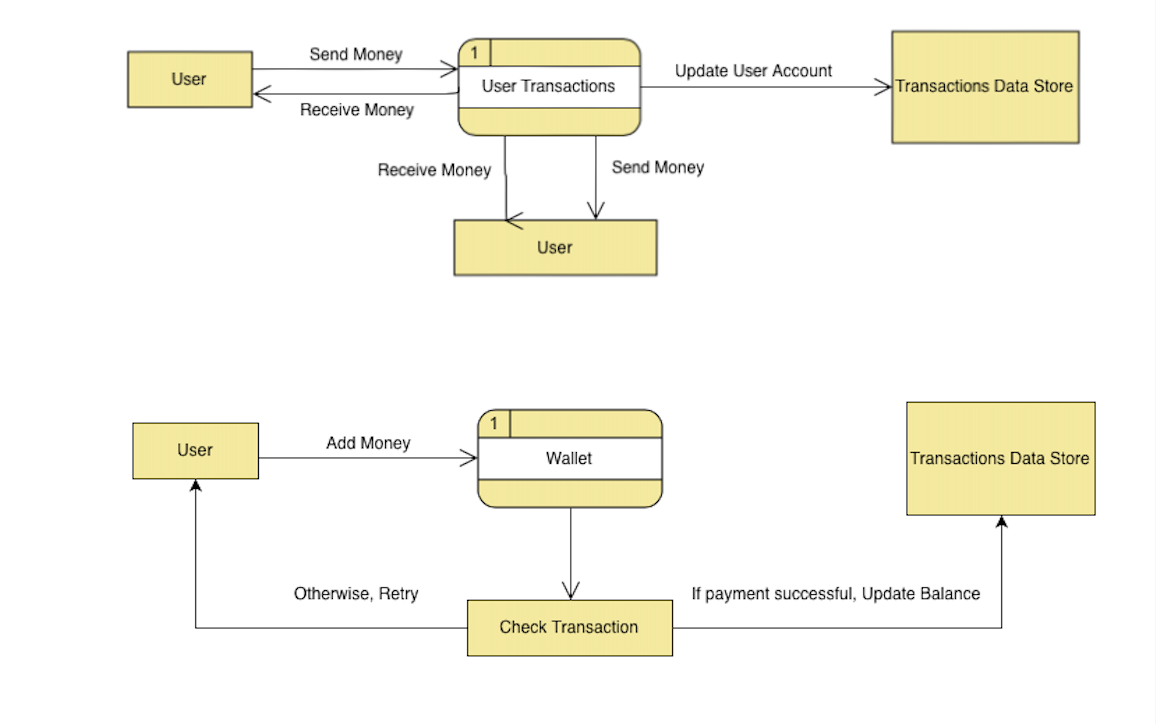 Send Money
1
User
User Transactions
Update User Account
Transactions Data Store
Receive Money
Receive Money
Send Money
User
1
User
Add Money
Wallet
Transactions Data Store
Otherwise, Retry
If payment successful, Update Balance
Check Transaction